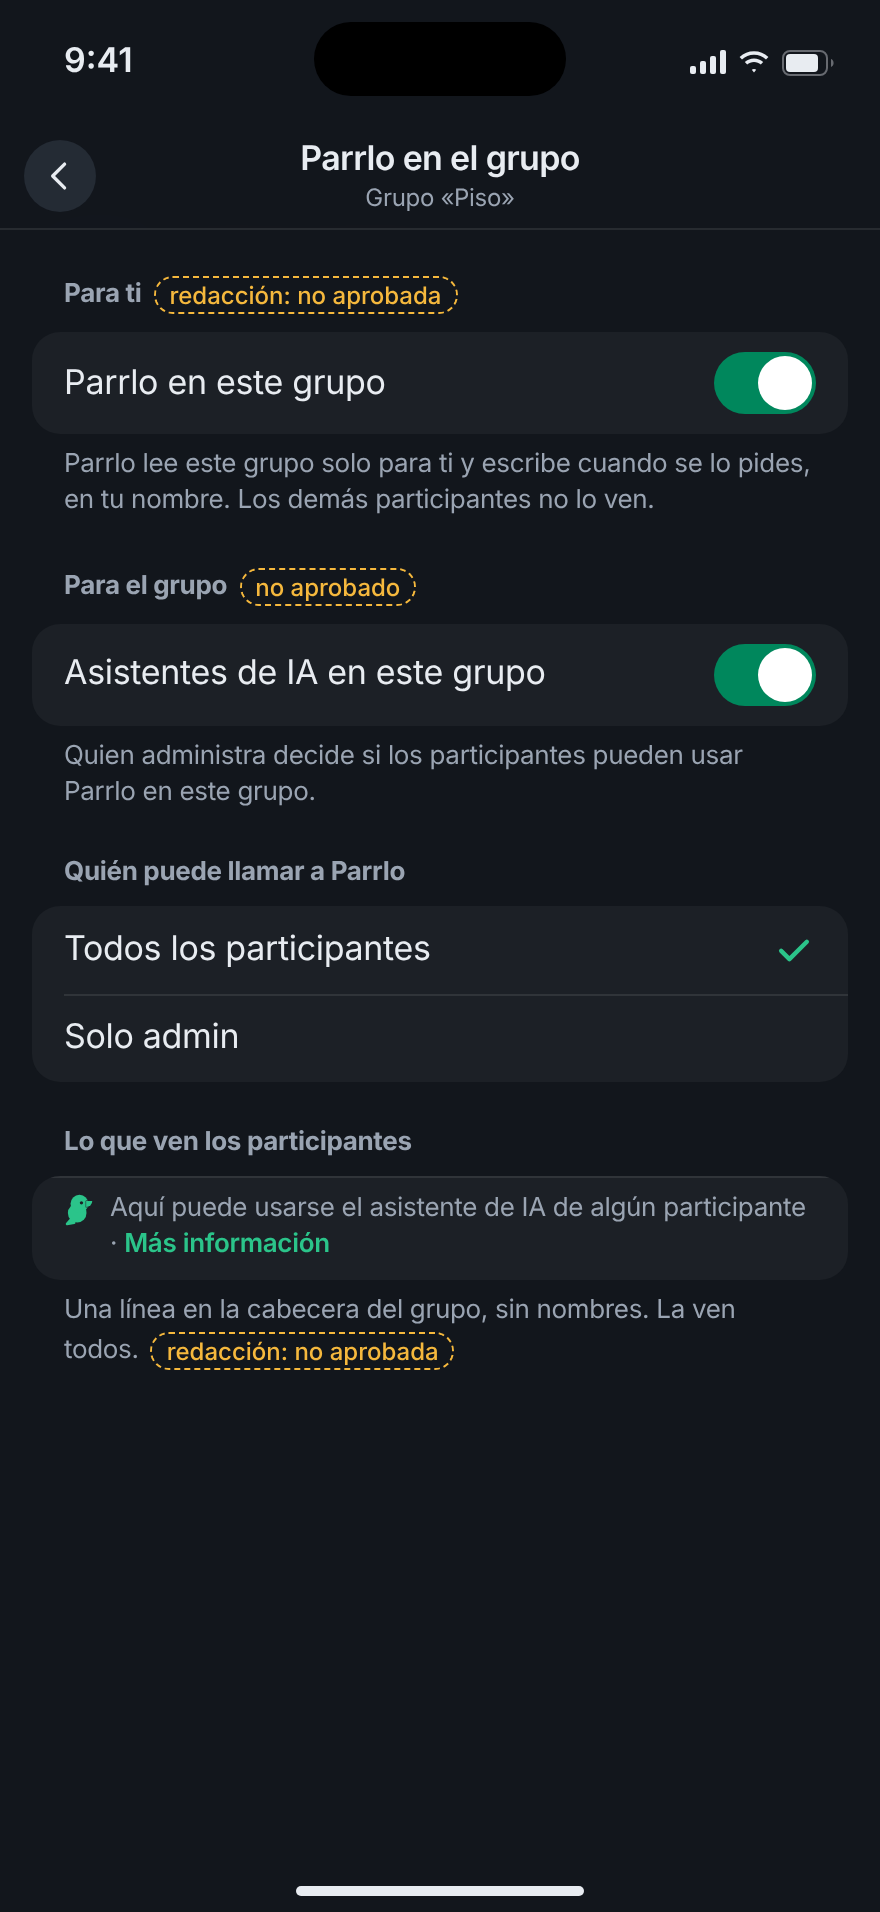 9:41
Parrlo en el grupo
Grupo «Piso»
Para ti redacción: no aprobada
Parrlo en este grupo
Parrlo lee este grupo solo para ti y escribe cuando se lo pides,
en tu nombre. Los demás participantes no lo ven.
Para el grupo no aprobado
Asistentes de IA en este grupo
Quien administra decide si los participantes pueden usar
Parrlo en este grupo.
Quién puede llamar a Parrlo
Todos los participantes
Solo admin
Lo que ven los participantes
Aquí puede usarse el asistente de IA de algún participante
· Más información
Una línea en la cabecera del grupo, sin nombres. La ven
todos. redacción: no aprobada